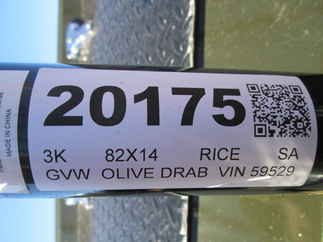 20175
3K 82X14 RICE SA
GVW OLIVE DRAB VIN 59529
MADE IN CHINA